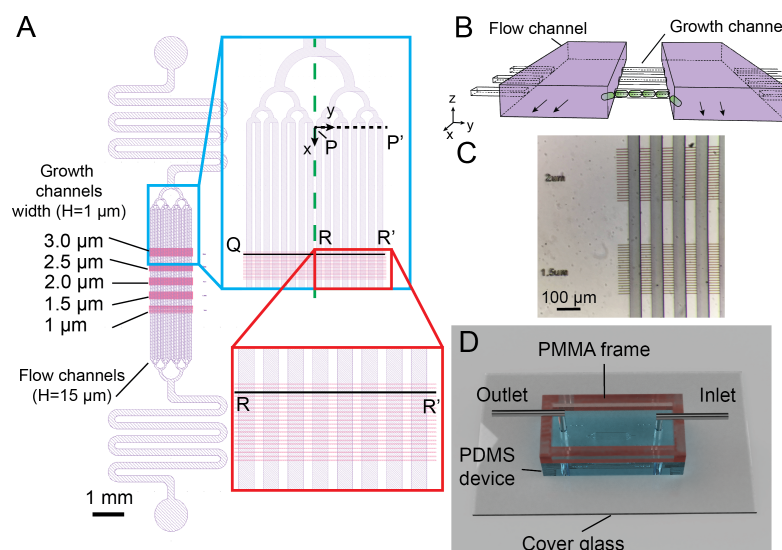 A
Growth
channels
width (H=1 µm)
3.0 µm
2.5 µm
2.0 µm
1.5 µm
1 µm
Flow channels
(H=15 µm)
1 mm
y
x
P
P'
Q
R
R'
R
R'
B
Flow channel
Growth channel
z
y
x
C
2um
1.5um
100 µm
D
PMMA frame
Outlet
Inlet
PDMS
device
Cover glass